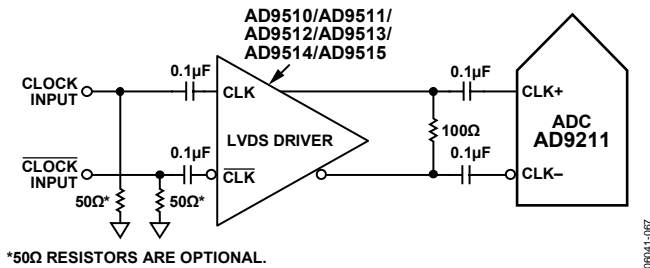 AD9510/AD9511/
AD9512/AD9513/
AD9514/AD9515
CLOCK
INPUT
0.1µF
CLK
0.1µF
CLK+
ADC
AD9211
LVDS DRIVER
100Ω
CLOCK
INPUT
0.1µF
CLK
0.1µF
CLK–
50Ω*
50Ω*
*50Ω RESISTORS ARE OPTIONAL.
06041-067